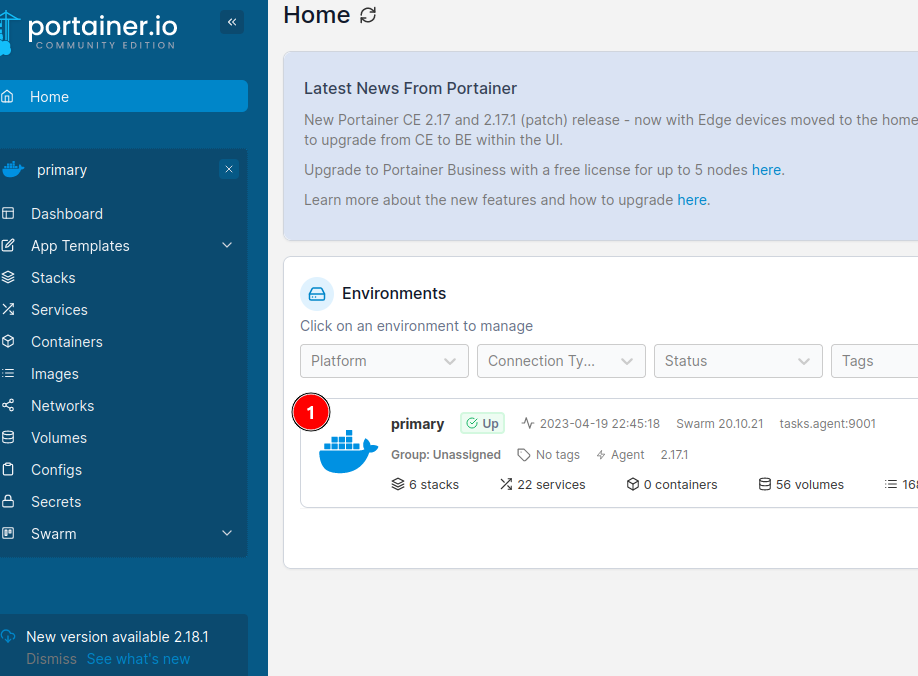 portainer.io
COMMUNITY EDITION
Home
primary
Dashboard
App Templates
Stacks
Services
Containers
Images
Networks
Volumes
Configs
Secrets
Swarm
New version available 2.18.1
Dismiss See what's new
Home
Latest News From Portainer
New Portainer CE 2.17 and 2.17.1 (patch) release - now with Edge devices moved to the home
to upgrade from CE to BE within the UI.
Upgrade to Portainer Business with a free license for up to 5 nodes here.
Learn more about the new features and how to upgrade here.
Environments
Click on an environment to manage
Platform Connection Ty... Status Tags
1
primary Up 2023-04-19 22:45:18 Swarm 20.10.21 tasks.agent:9001
Group: Unassigned No tags Agent 2.17.1
6 stacks 22 services 0 containers 56 volumes 168